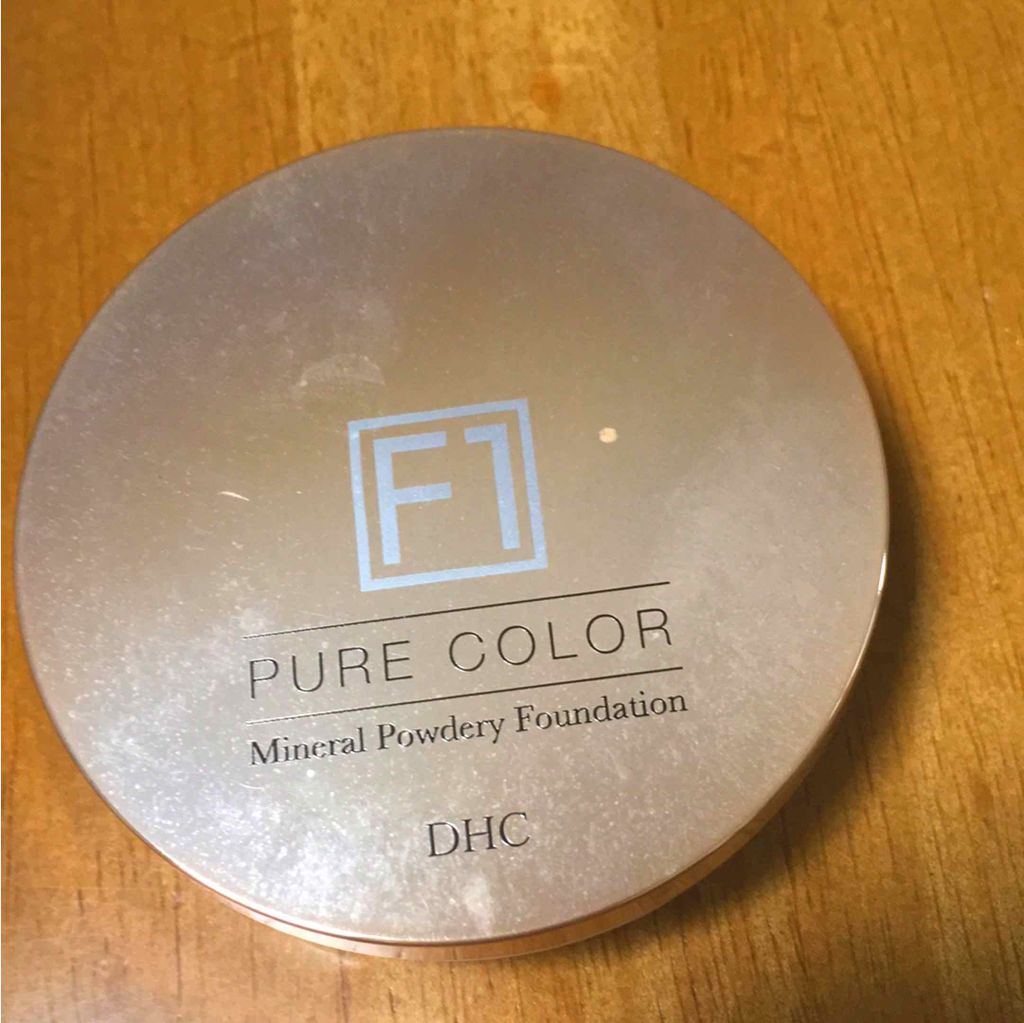 F1
PURE COLOR
Mineral Powdery Foundation
DHC